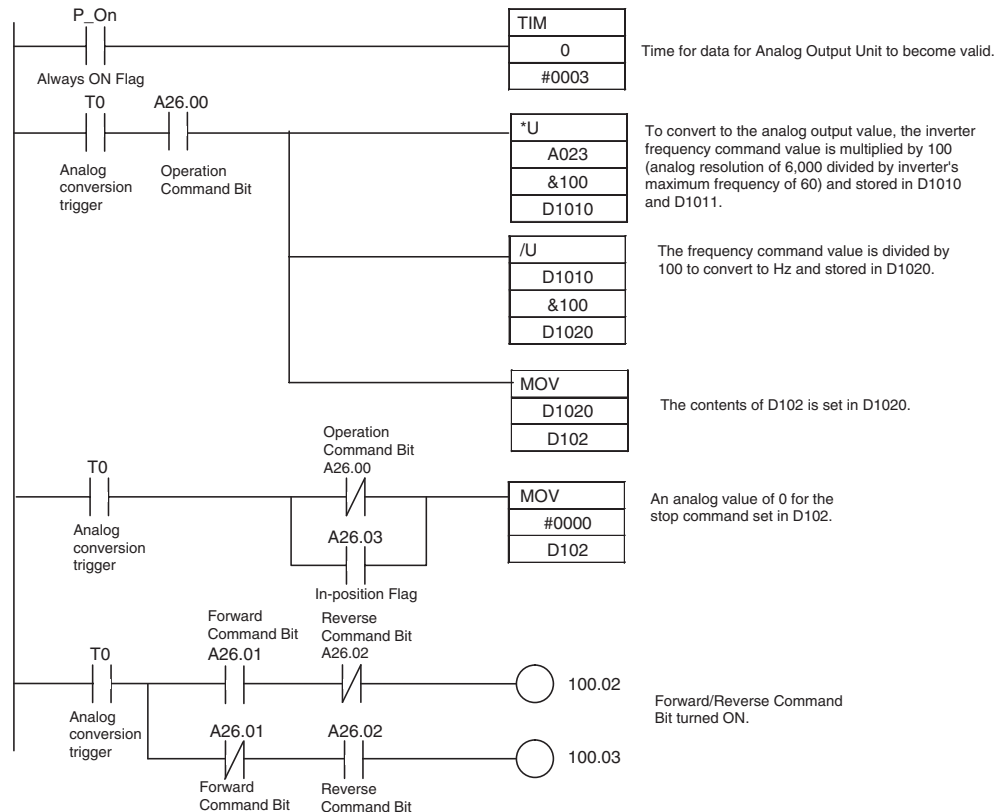 P_On
TIM
0
#0003
Time for data for Analog Output Unit to become valid.
Always ON Flag
T0
A26.00
Analog
conversion
trigger
Operation
Command Bit
*U
A023
&100
D1010
To convert to the analog output value, the inverter
frequency command value is multiplied by 100
(analog resolution of 6,000 divided by inverter's
maximum frequency of 60) and stored in D1010
and D1011.
/U
D1010
&100
D1020
The frequency command value is divided by
100 to convert to Hz and stored in D1020.
MOV
D1020
D102
The contents of D102 is set in D1020.
T0
Analog
conversion
trigger
Operation
Command Bit
A26.00
A26.03
In-position Flag
MOV
#0000
D102
An analog value of 0 for the
stop command set in D102.
T0
Analog
conversion
trigger
Forward
Command Bit
A26.01
Reverse
Command Bit
A26.02
100.02
Forward/Reverse Command
Bit turned ON.
A26.01
Forward
Command Bit
A26.02
Reverse
Command Bit
100.03